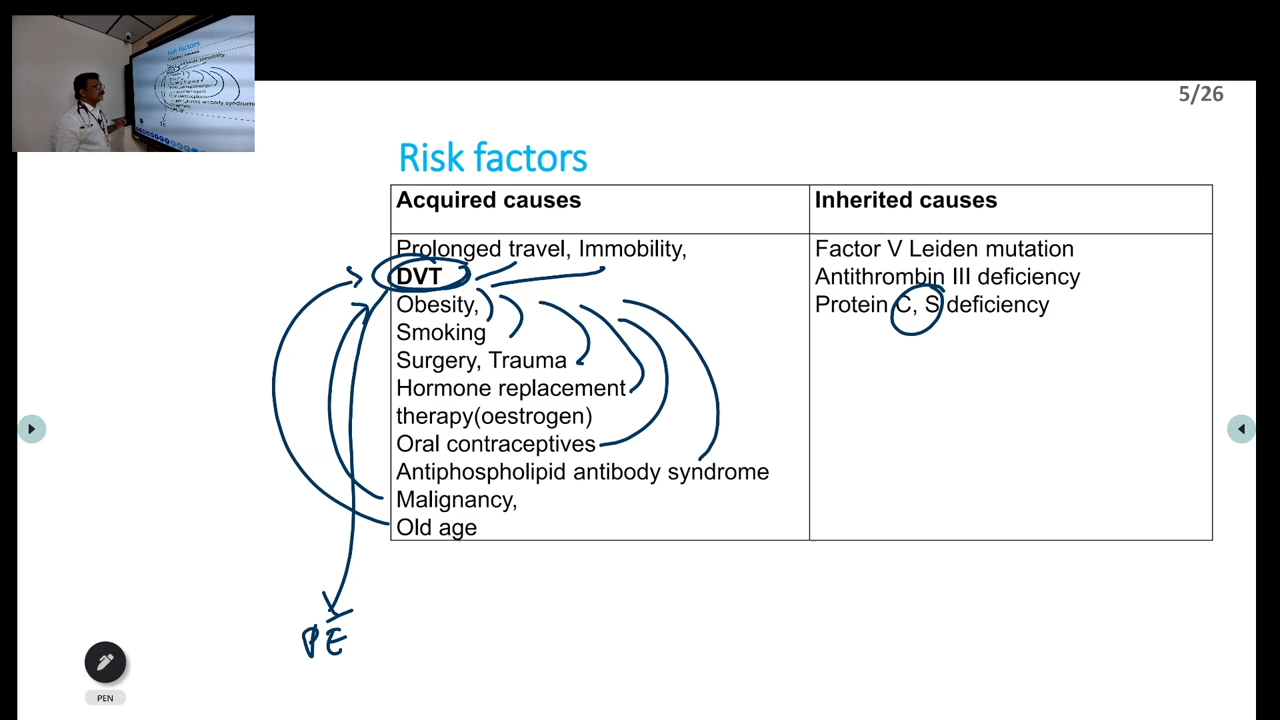 5/26
Risk factors
Acquired causes
Inherited causes
Prolonged travel, Immobility,
DVT
Obesity,
Smoking
Surgery, Trauma
Hormone replacement
therapy(oestrogen)
Oral contraceptives
Antiphospholipid antibody syndrome
Malignancy,
Old age
Factor V Leiden mutation
Antithrombin III deficiency
Protein C, S deficiency
PE
PEN
Risk factors